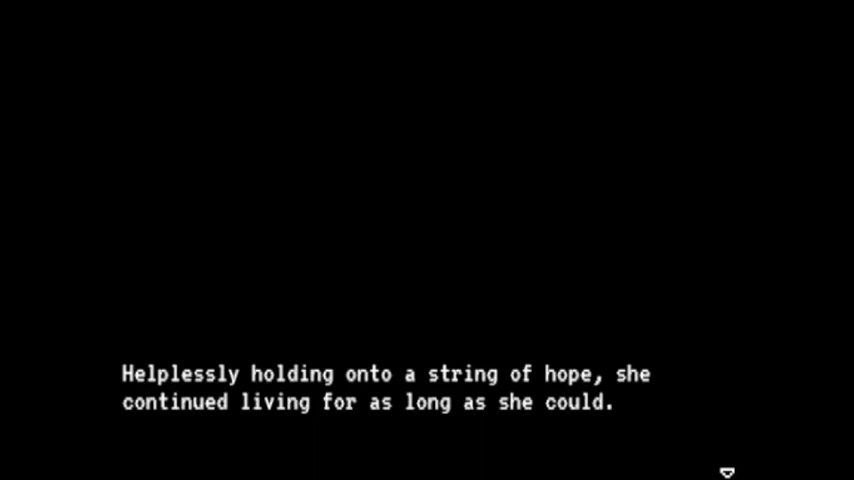 Helplessly holding onto a string of hope, she
continued living for as long as she could.